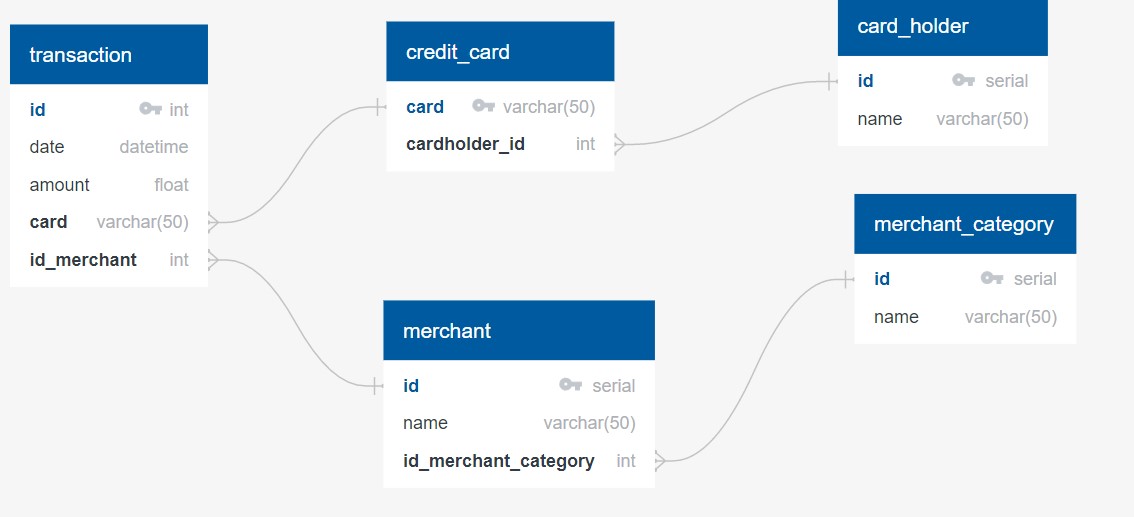 transaction
id int
date datetime
amount float
card varchar(50)
id_merchant int
credit_card
card varchar(50)
cardholder_id int
card_holder
id serial
name varchar(50)
merchant
id serial
name varchar(50)
id_merchant_category int
merchant_category
id serial
name varchar(50)